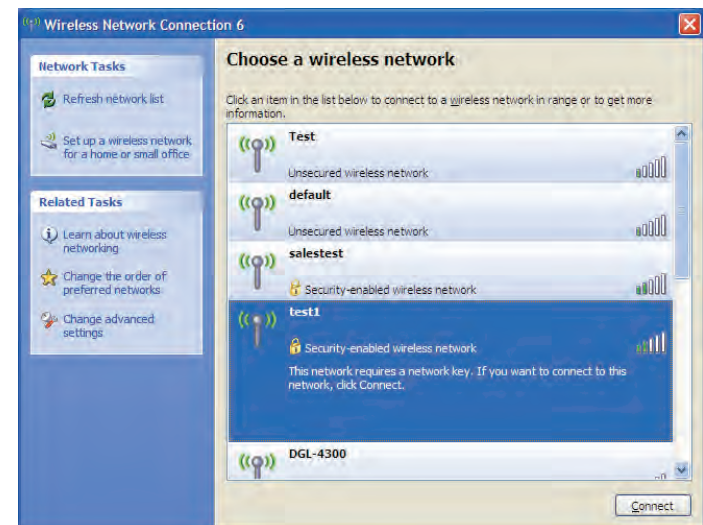 Wireless Network Connection 6
Network Tasks
Refresh network list
Set up a wireless network
for a home or small office
Related Tasks
Learn about wireless
networking
Change the order of
preferred networks
Change advanced
settings
Choose a wireless network
Click an item in the list below to connect to a wireless network in range or to get more
information.
Test
Unsecured wireless network
default
Unsecured wireless network
salestest
Security-enabled wireless network
test1
Security-enabled wireless network
This network requires a network key. If you want to connect to this
network, click Connect.
DGL-4300
Connect